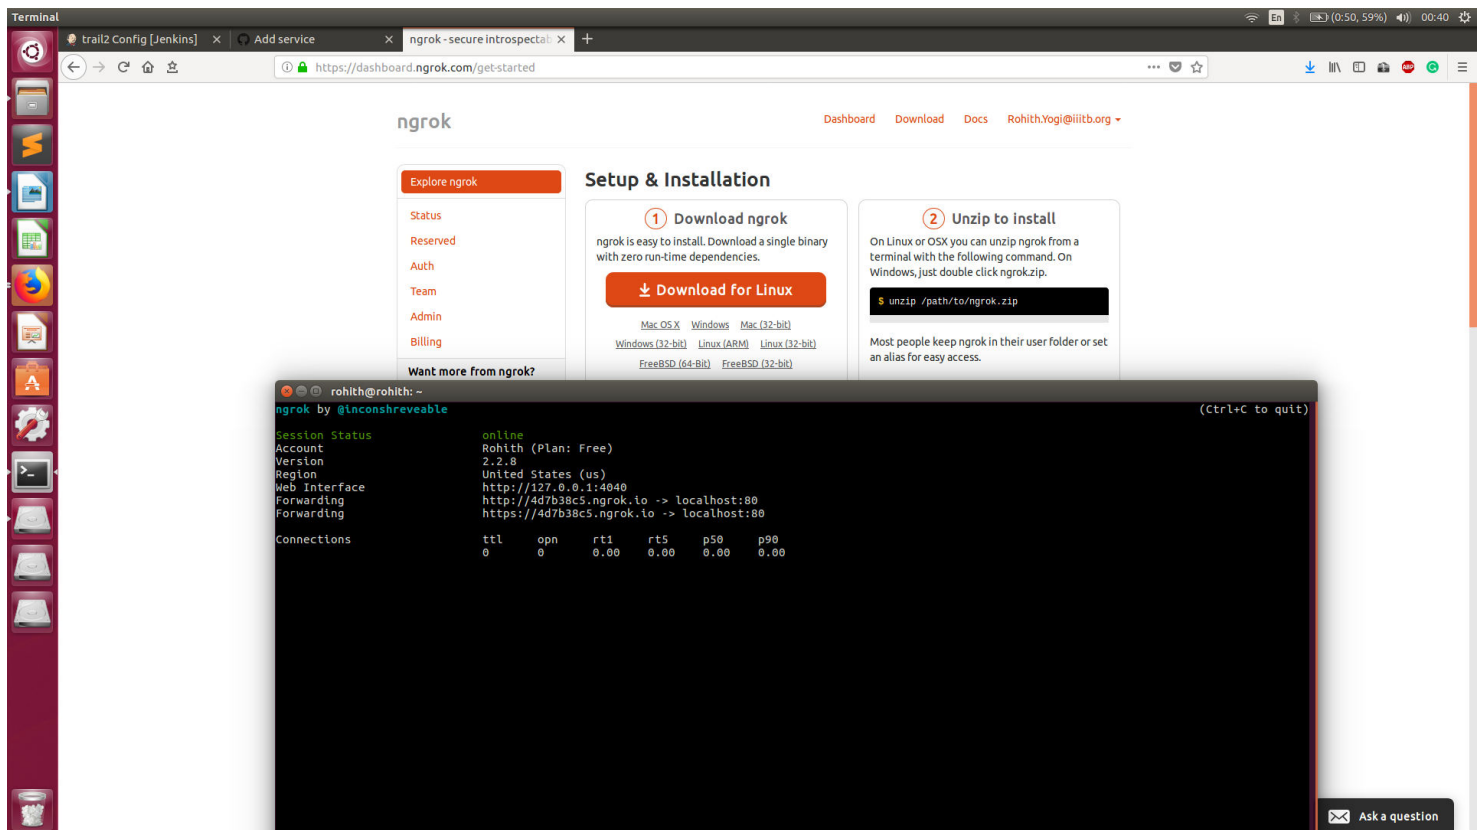 Terminal
En (0:50, 59%) 00:40
trail2 Config [Jenkins] × Add service × ngrok - secure introspectab × +
https://dashboard.ngrok.com/get-started
ABP
ngrok
Dashboard Download Docs Rohith.Yogi@iiitb.org
Explore ngrok
Status
Reserved
Auth
Team
Admin
Billing
Want more from ngrok?
Setup & Installation
1 Download ngrok
ngrok is easy to install. Download a single binary
with zero run-time dependencies.
Download for Linux
Mac OS X Windows Mac (32-bit)
Windows (32-bit) Linux (ARM) Linux (32-bit)
FreeBSD (64-Bit) FreeBSD (32-bit)
2 Unzip to install
On Linux or OSX you can unzip ngrok from a
terminal with the following command. On
Windows, just double click ngrok.zip.
$ unzip /path/to/ngrok.zip
Most people keep ngrok in their user folder or set
an alias for easy access.
rohith@rohith: ~
ngrok by @inconshreveable (Ctrl+C to quit)
Session Status online
Account Rohith (Plan: Free)
Version 2.2.8
Region United States (us)
Web Interface http://127.0.0.1:4040
Forwarding http://4d7b38c5.ngrok.io -> localhost:80
Forwarding https://4d7b38c5.ngrok.io -> localhost:80
Connections ttl opn rt1 rt5 p50 p90
0 0 0.00 0.00 0.00 0.00
Ask a question